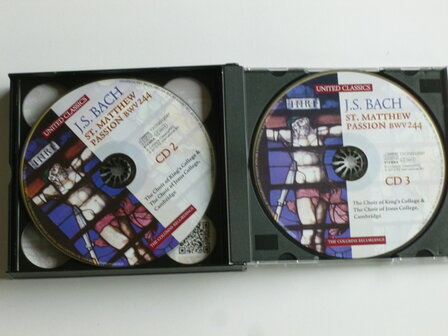 UNITED CLASSICS
J.S. BACH
ST. MATTHEW
PASSION BWV244
CD 2
The Choir of King's College &
The Choir of Jesus College,
Cambridge
THE COLUMNS RECORDINGS
UNITED CLASSICS
J.S. BACH
ST. MATTHEW
PASSION BWV244
CD 3
The Choir of King's College &
The Choir of Jesus College,
Cambridge
THE COLUMNS RECORDINGS